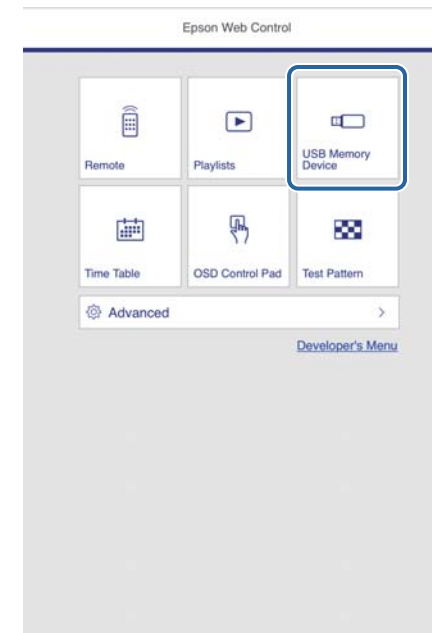 Epson Web Control
Remote
Playlists
USB Memory
Device
Time Table
OSD Control Pad
Test Pattern
Advanced
Developer's Menu